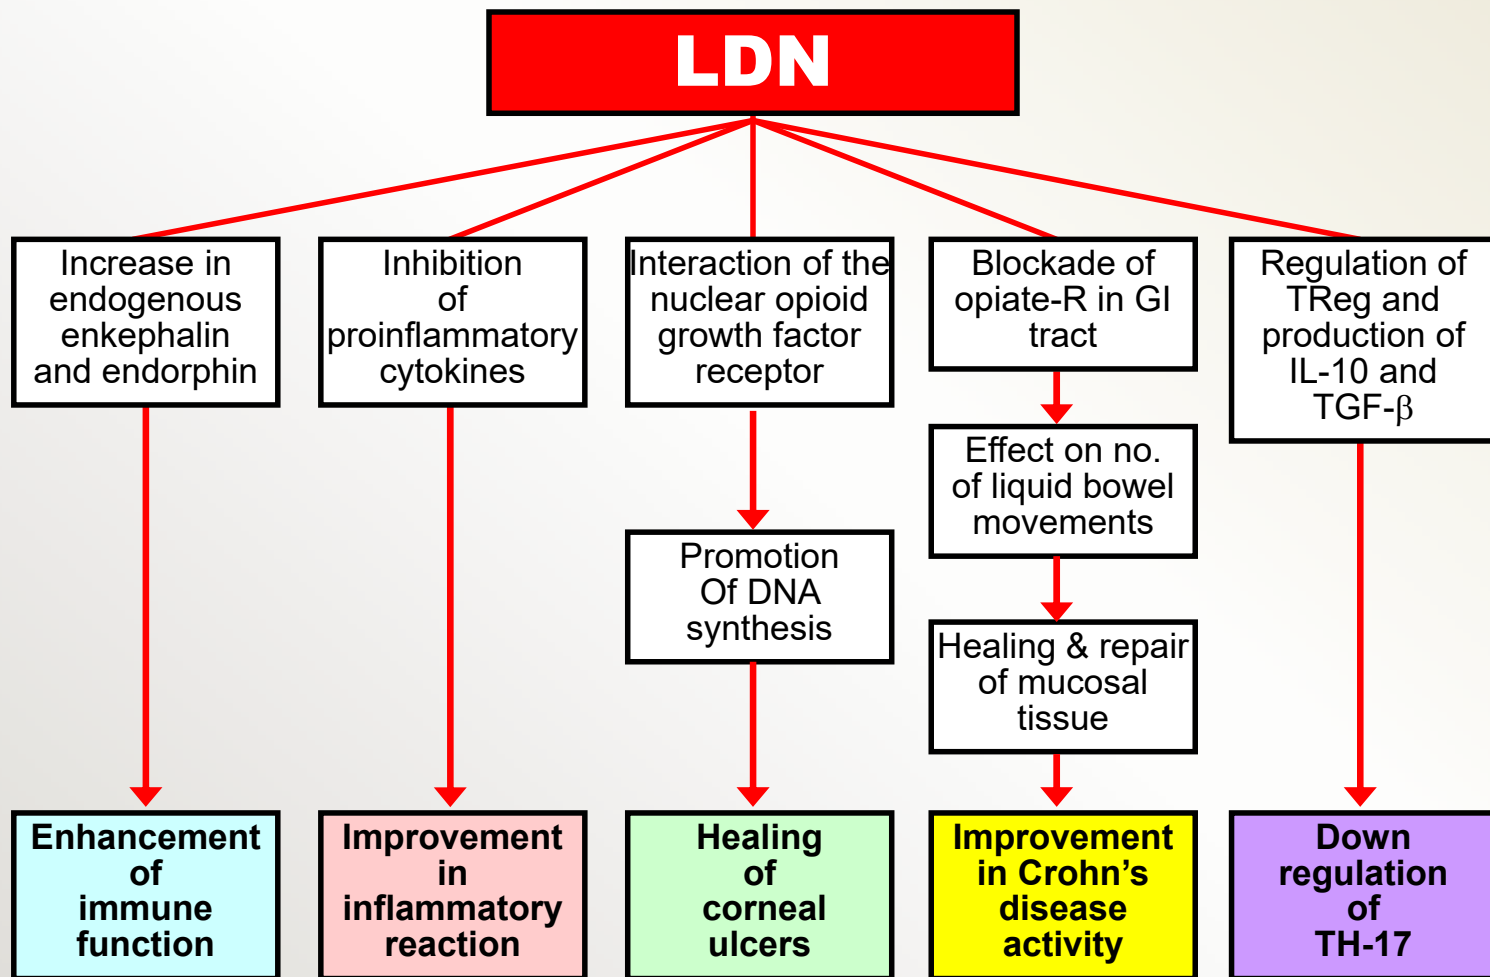 LDN
Increase in
endogenous
enkephalin
and endorphin
Inhibition
of
proinflammatory
cytokines
Interaction of the
nuclear opioid
growth factor
receptor
Blockade of
opiate-R in GI
tract
Regulation of
TReg and
production of
IL-10 and
TGF-β
Effect on no.
of liquid bowel
movements
Promotion
Of DNA
synthesis
Healing & repair
of mucosal
tissue
Enhancement
of
immune
function
Improvement
in
inflammatory
reaction
Healing
of
corneal
ulcers
Improvement
in Crohn’s
disease
activity
Down
regulation
of
TH-17